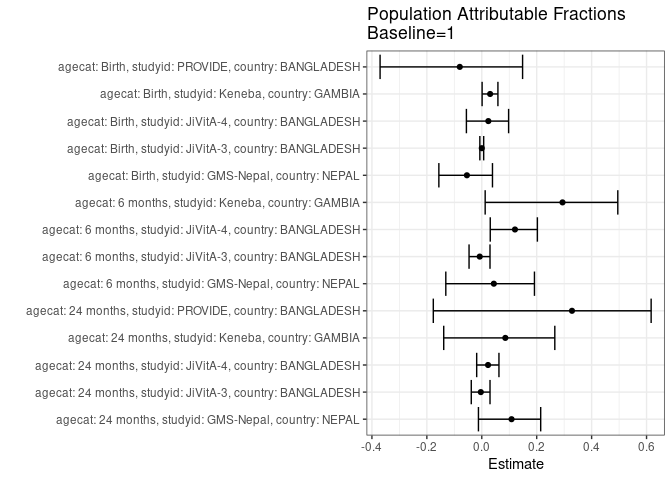 Population Attributable Fractions
Baseline=1
agecat: Birth, studyid: PROVIDE, country: BANGLADESH
agecat: Birth, studyid: Keneba, country: GAMBIA
agecat: Birth, studyid: JiVitA-4, country: BANGLADESH
agecat: Birth, studyid: JiVitA-3, country: BANGLADESH
agecat: Birth, studyid: GMS-Nepal, country: NEPAL
agecat: 6 months, studyid: Keneba, country: GAMBIA
agecat: 6 months, studyid: JiVitA-4, country: BANGLADESH
agecat: 6 months, studyid: JiVitA-3, country: BANGLADESH
agecat: 6 months, studyid: GMS-Nepal, country: NEPAL
agecat: 24 months, studyid: PROVIDE, country: BANGLADESH
agecat: 24 months, studyid: Keneba, country: GAMBIA
agecat: 24 months, studyid: JiVitA-4, country: BANGLADESH
agecat: 24 months, studyid: JiVitA-3, country: BANGLADESH
agecat: 24 months, studyid: GMS-Nepal, country: NEPAL
-0.4 -0.2 0.0 0.2 0.4 0.6
Estimate